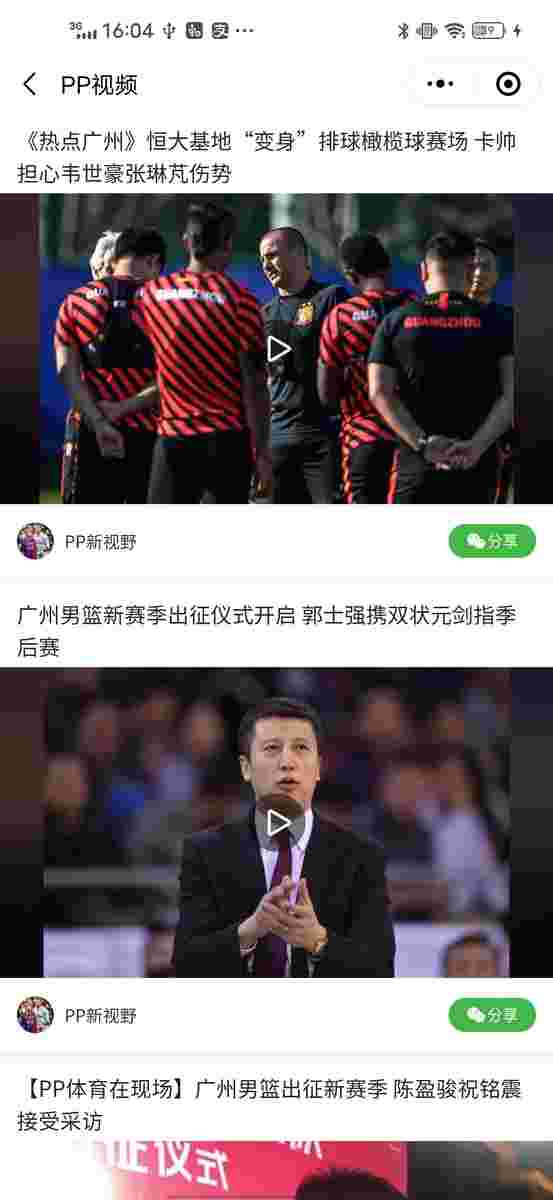 3G 16:04
PP视频
《热点广州》恒大基地“变身”排球橄榄球赛场 卡帅
担心韦世豪张琳芃伤势
GUA
GUANGZHOU
GUA
GUANGZHOU
PP新视野
分享
广州男篮新赛季出征仪式开启 郭士强携双状元剑指季
后赛
PP新视野
分享
【PP体育在现场】广州男篮出征新赛季 陈盈骏祝铭震
接受采访
征仪式